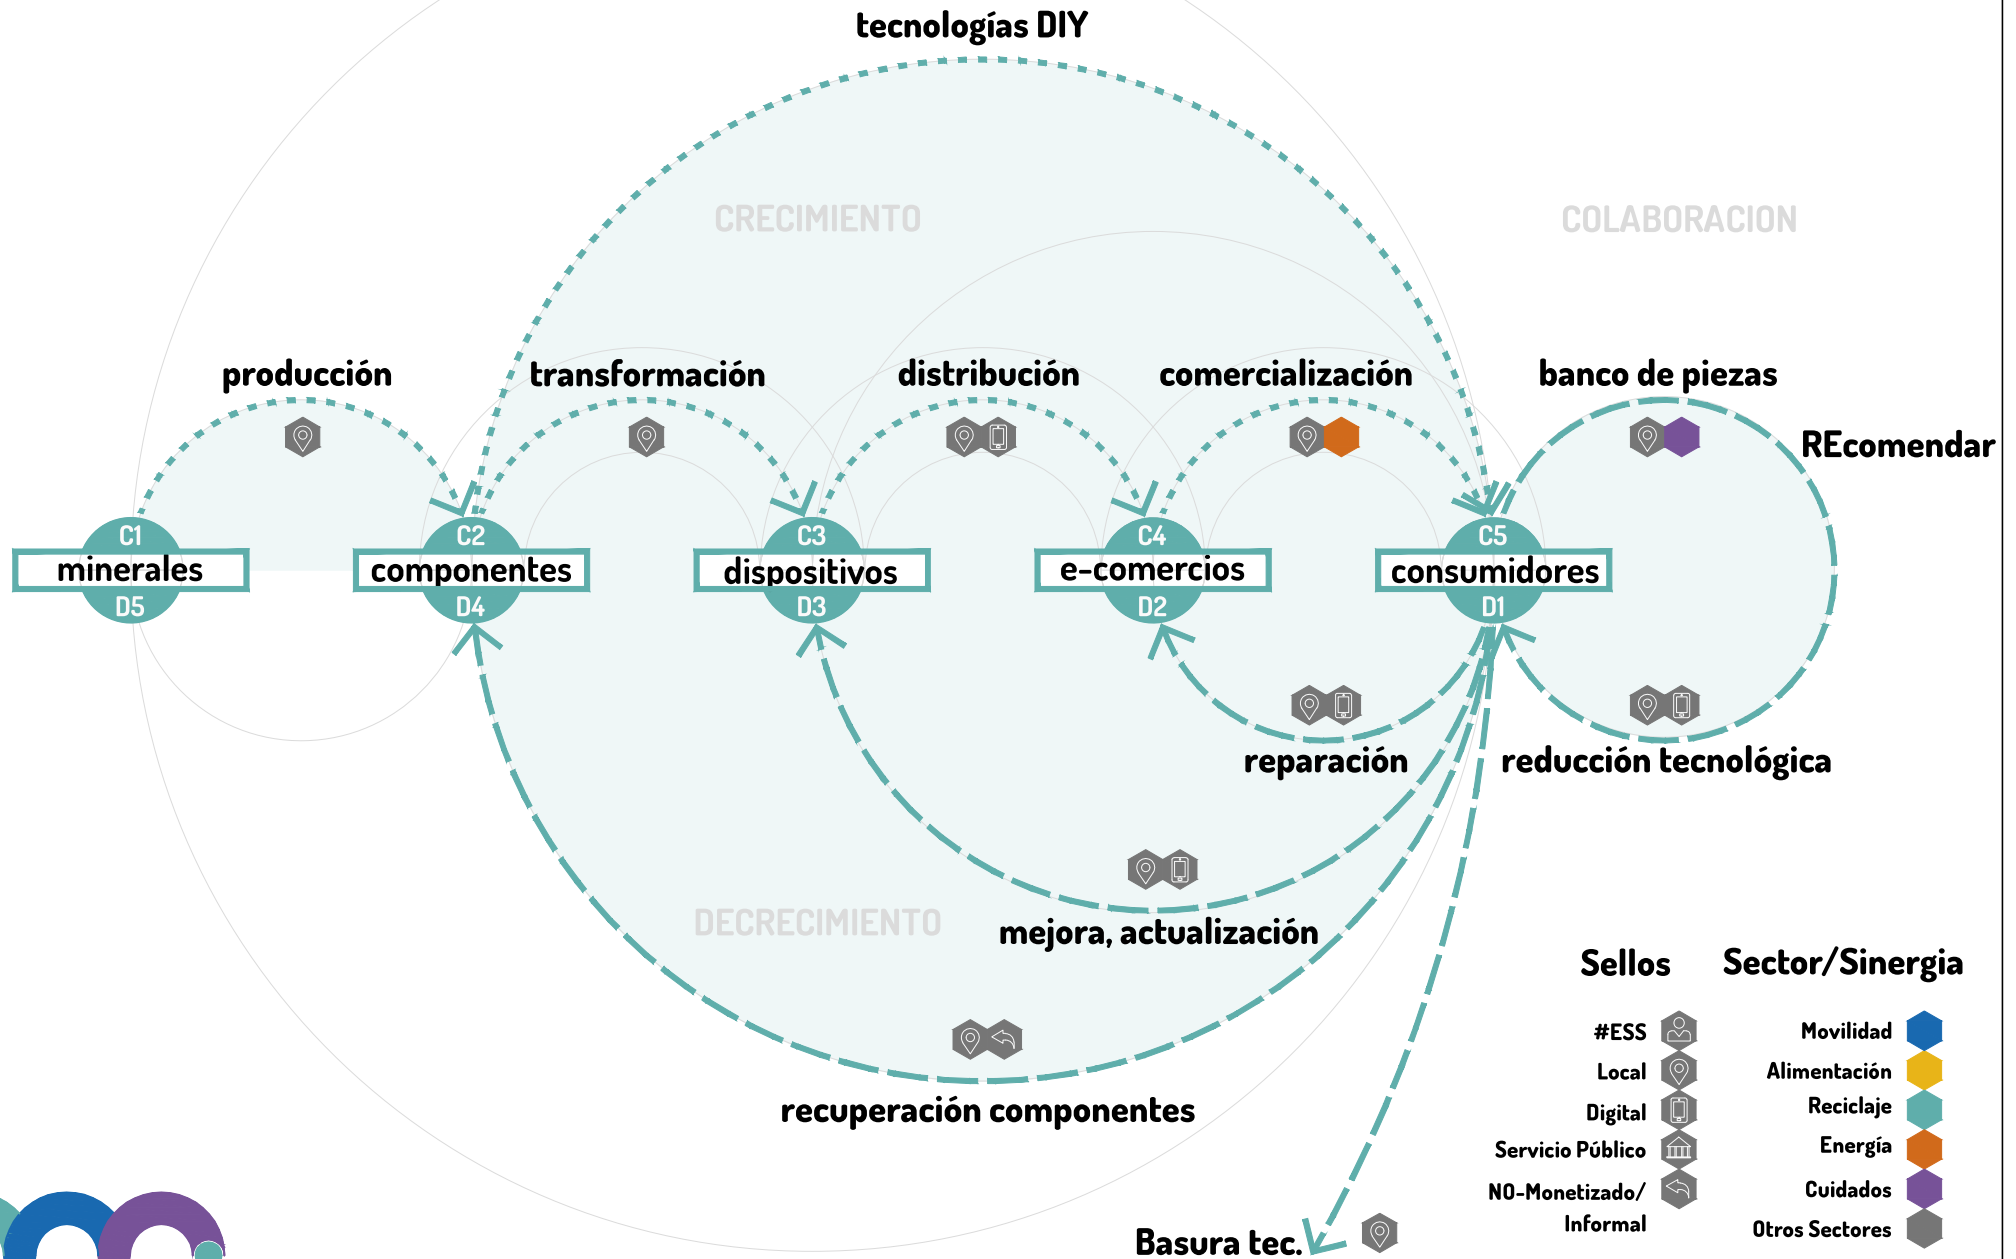 tecnologías DIY
CRECIMIENTO
COLABORACION
producción
transformación
distribución
comercialización
banco de piezas
REcomendar
C1
minerales
D5
C2
componentes
D4
C3
dispositivos
D3
C4
e-comercios
D2
C5
consumidores
D1
reparación
reducción tecnológica
DECRECIMIENTO
mejora, actualización
recuperación componentes
Basura tec.
Sellos
#ESS
Local
Digital
Servicio Público
NO-Monetizado/
Informal
Sector/Sinergia
Movilidad
Alimentación
Reciclaje
Energía
Cuidados
Otros Sectores